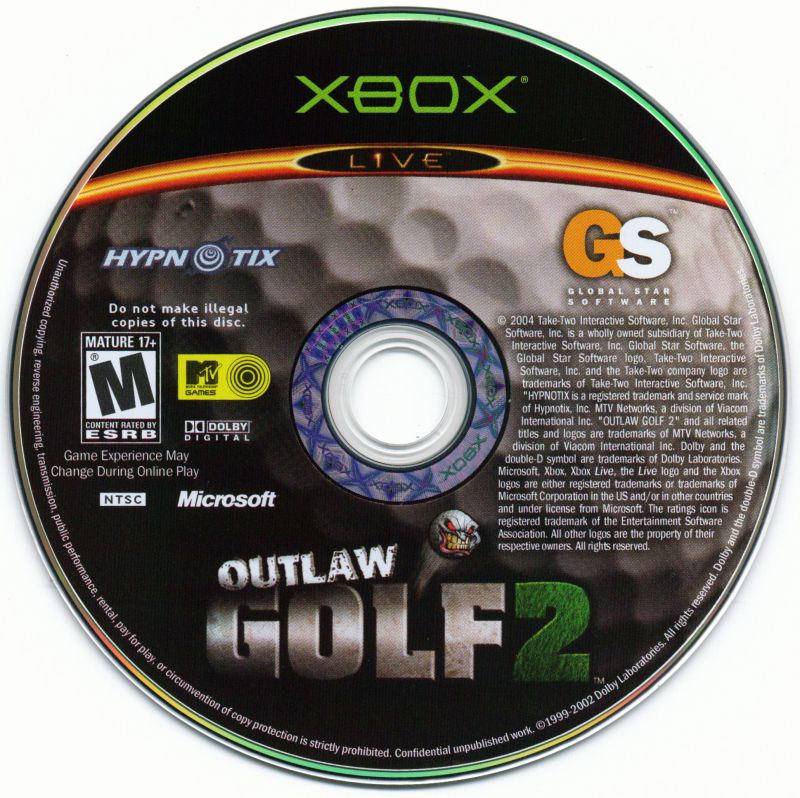 XBOX®
LIVE™
HYPNOTIX
GS™
GLOBAL STAR
SOFTWARE
Do not make illegal
copies of this disc.
MATURE 17+
M®
CONTENT RATED BY
ESRB
MTV
MUSIC TELEVISION
GAMES
DOLBY
DIGITAL
Game Experience May
Change During Online Play
NTSC
Microsoft
XBOX
XBOX
XBOX
XBOX
© 2004 Take-Two Interactive Software, Inc. Global Star
Software, Inc. is a wholly owned subsidiary of Take-Two
Interactive Software, Inc. Global Star Software, the
Global Star Software logo, Take-Two Interactive
Software, Inc. and the Take-Two company logo are
trademarks of Take-Two Interactive Software, Inc.
"HYPNOTIX is a registered trademark and service mark
of Hypnotix, Inc. MTV Networks, a division of Viacom
International Inc. "OUTLAW GOLF 2" and all related
titles and logos are trademarks of MTV Networks, a
division of Viacom International Inc. Dolby and the
double-D symbol are trademarks of Dolby Laboratories.
Microsoft, Xbox, Xbox Live, the Live logo and the Xbox
logos are either registered trademarks or trademarks of
Microsoft Corporation in the US and/or in other countries
and under license from Microsoft. The ratings icon is
registered trademark of the Entertainment Software
Association. All other logos are the property of their
respective owners. All rights reserved.
OUTLAW
GOLF 2™
Unauthorized copying, reverse engineering, transmission, public performance, rental, pay for play, or circumvention of copy protection is strictly prohibited. Confidential unpublished work. ©1999-2002 Dolby Laboratories. All rights reserved. Dolby and the double-D symbol are trademarks of Dolby Laboratories.